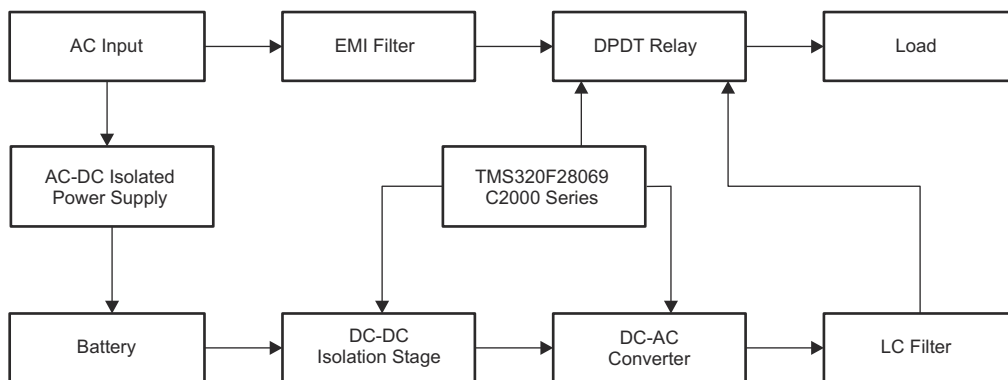 AC Input
EMI Filter
DPDT Relay
Load
AC-DC Isolated
Power Supply
TMS320F28069
C2000 Series
Battery
DC-DC
Isolation Stage
DC-AC
Converter
LC Filter